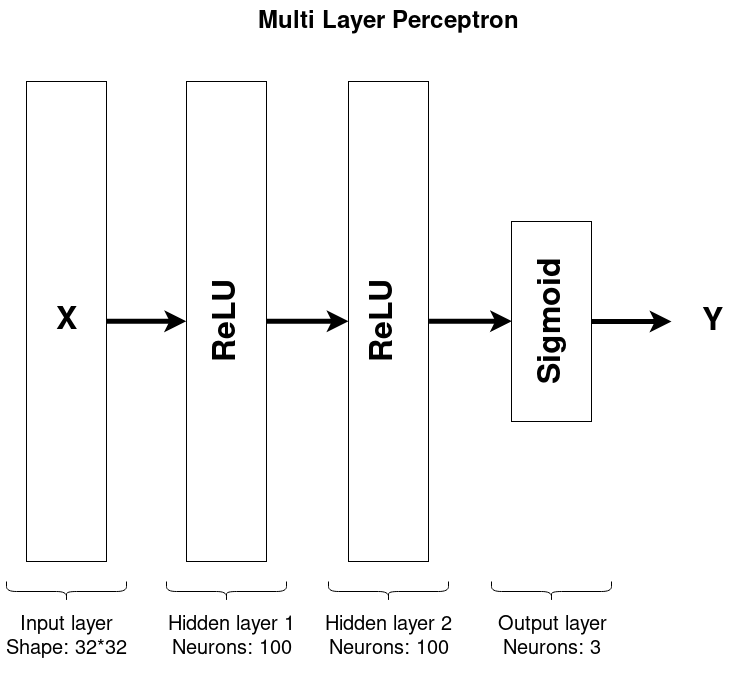 Multi Layer Perceptron
X
ReLU
ReLU
Sigmoid
Y
Input layer
Shape: 32*32
Hidden layer 1
Neurons: 100
Hidden layer 2
Neurons: 100
Output layer
Neurons: 3